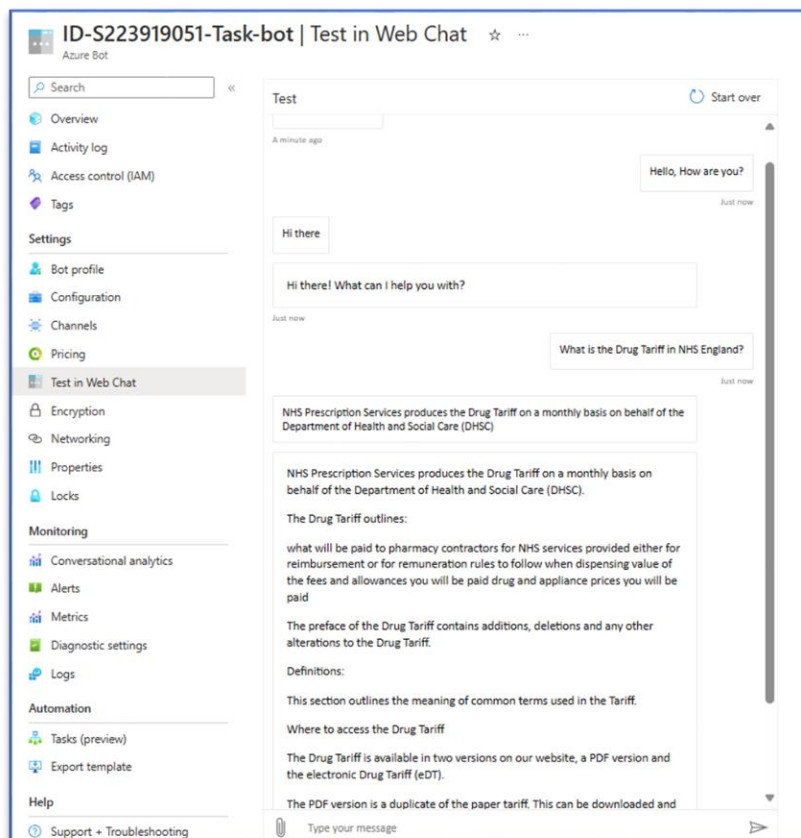 ID-S223919051-Task-bot | Test in Web Chat
Azure Bot
Search
Overview
Activity log
Access control (IAM)
Tags
Settings
Bot profile
Configuration
Channels
Pricing
Test in Web Chat
Encryption
Networking
Properties
Locks
Monitoring
Conversational analytics
Alerts
Metrics
Diagnostic settings
Logs
Automation
Tasks (preview)
Export template
Help
Support + Troubleshooting
Test
Start over
A minute ago
Hello, How are you?
Just now
Hi there
Hi there! What can I help you with?
Just now
What is the Drug Tariff in NHS England?
Just now
NHS Prescription Services produces the Drug Tariff on a monthly basis on behalf of the
Department of Health and Social Care (DHSC)
NHS Prescription Services produces the Drug Tariff on a monthly basis on
behalf of the Department of Health and Social Care (DHSC).
The Drug Tariff outlines:
what will be paid to pharmacy contractors for NHS services provided either for
reimbursement or for remuneration rules to follow when dispensing value of
the fees and allowances you will be paid drug and appliance prices you will be
paid
The preface of the Drug Tariff contains additions, deletions and any other
alterations to the Drug Tariff.
Definitions:
This section outlines the meaning of common terms used in the Tariff.
Where to access the Drug Tariff
The Drug Tariff is available in two versions on our website, a PDF version and
the electronic Drug Tariff (eDT).
The PDF version is a duplicate of the paper tariff. This can be downloaded and
Type your message